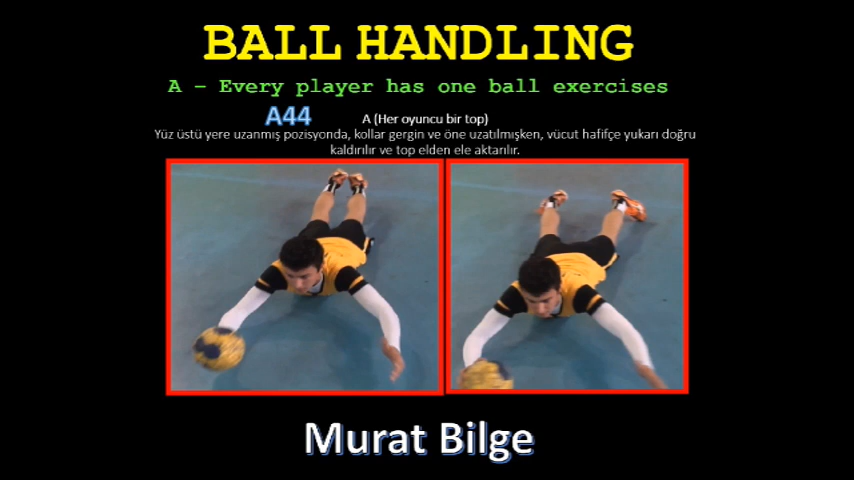 BALL HANDLING
A – Every player has one ball exercises
A44 A (Her oyuncu bir top)
Yüz üstü yere uzanmış pozisyonda, kollar gergin ve öne uzatılmışken, vücut hafifçe yukarı doğru
kaldırılır ve top elden ele aktarılır.
Murat Bilge